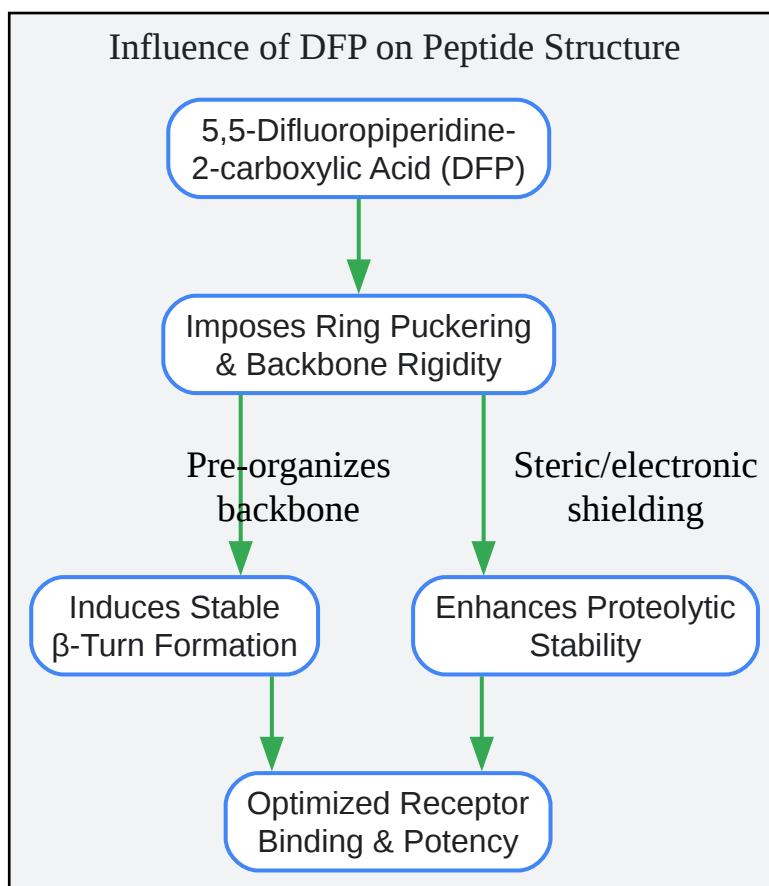 Influence of DFP on Peptide Structure
5,5-Difluoropiperidine-
2-carboxylic Acid (DFP)
Imposes Ring Puckering
& Backbone Rigidity
Pre-organizes
backbone
Steric/electronic
shielding
Induces Stable
β-Turn Formation
Enhances Proteolytic
Stability
Optimized Receptor
Binding & Potency